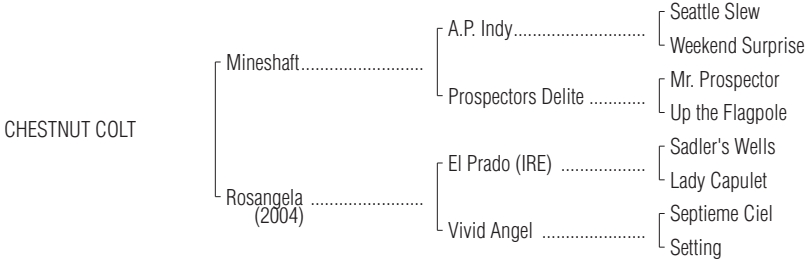 Seattle Slew
A.P. Indy.............................
Weekend Surprise
Mineshaft...........................
Mr. Prospector
Prospectors Delite ............
Up the Flagpole
CHESTNUT COLT
Sadler's Wells
El Prado (IRE) ...................
Lady Capulet
Rosangela .........................
(2004)
Septieme Ciel
Vivid Angel .......................
Setting